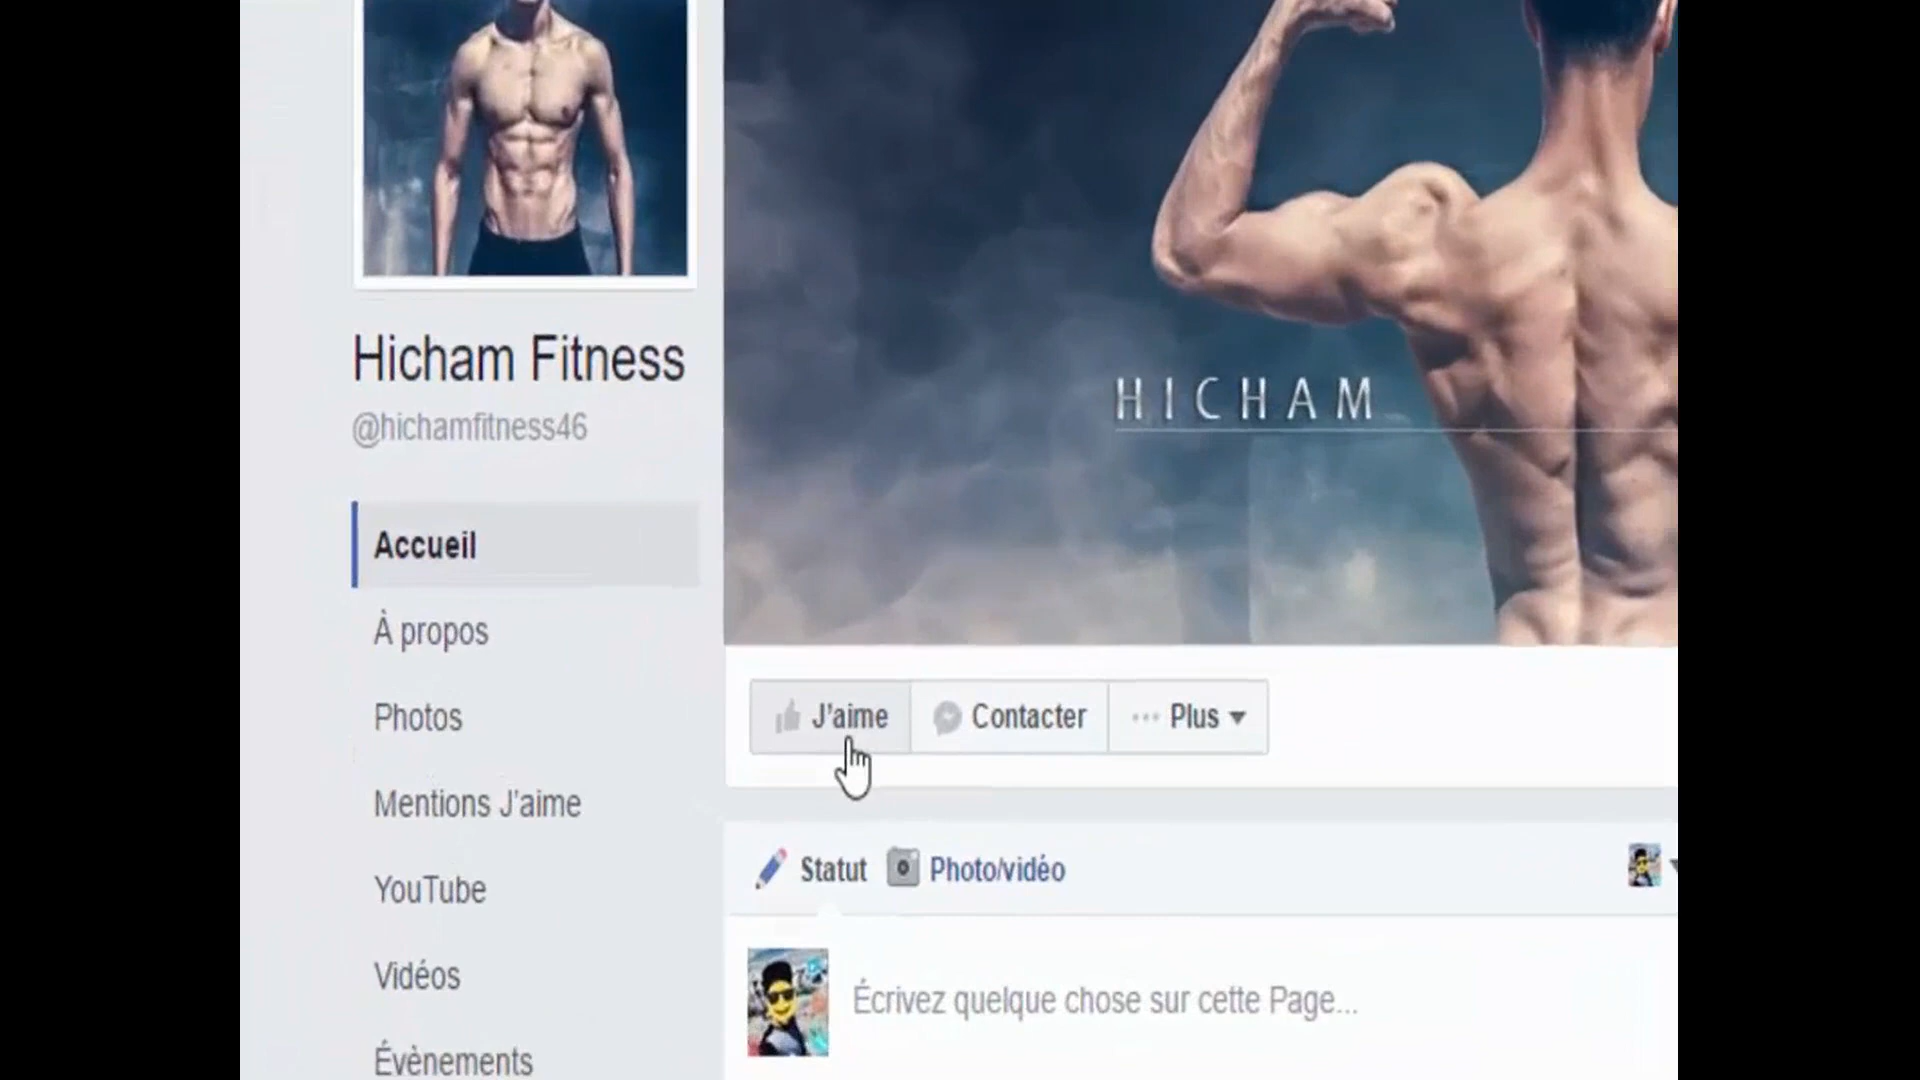 Hicham Fitness
@hichamfitness46
Accueil
À propos
Photos
Mentions J'aime
YouTube
Vidéos
Évènements
HICHAM
J'aime
Contacter
Plus
Statut
Photo/vidéo
Écrivez quelque chose sur cette Page...